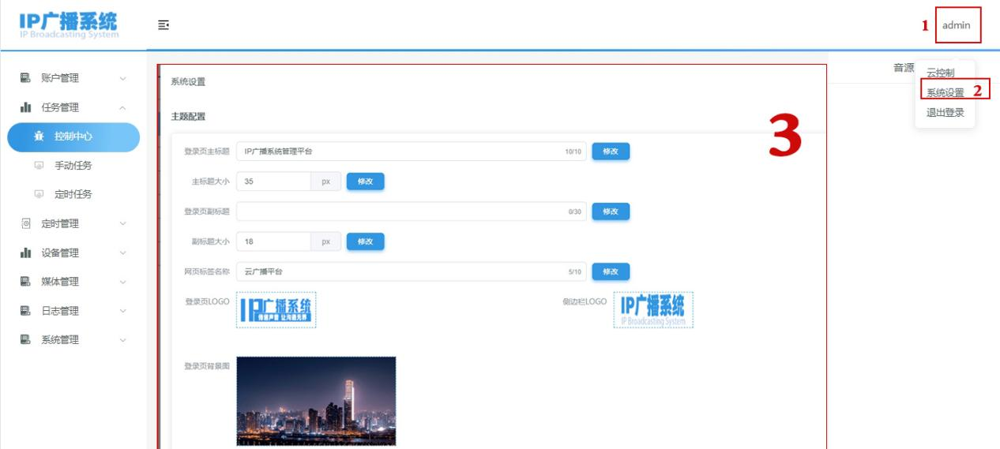 IP广播系统
IP Broadcasting System
1
admin
音源
云控制
系统设置
2
退出登录
账户管理
任务管理
控制中心
手动任务
定时任务
定时管理
设备管理
媒体管理
日志管理
系统管理
系统设置
主题配置
3
登录页主标题
IP广播系统管理平台
10/10
修改
主标题大小
35
px
修改
登录页副标题
0/30
修改
副标题大小
18
px
修改
网页标签名称
云广播平台
5/10
修改
登录页LOGO
IP广播系统
传递声音 让沟通无界
侧边栏LOGO
IP广播系统
IP Broadcasting System
登录页背景图